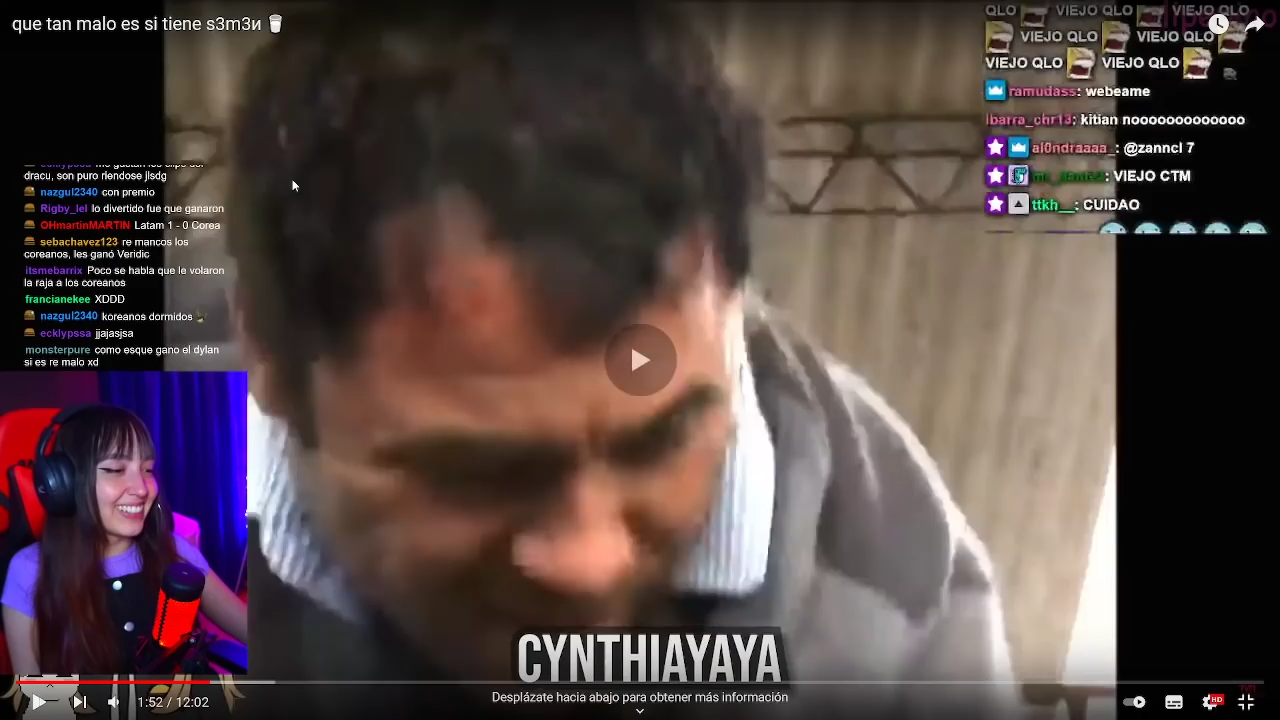 que tan malo es si tiene s3m3и
QLO VIEJO QLO VIEJO QLO
VIEJO QLO VIEJO QLO
VIEJO QLO VIEJO QLO
ramudass: webeame
ibarra_chr13: kitian nooooooooooooo
al0ndraaaa_: @zanncl 7
VIEJO CTM
ttkh__: CUIDAO
dracu, son puro riendose jlsdg
nazgul2340 con premio
Rigby_lel lo divertido fue que ganaron
OHmartinMARTIN Latam 1 - 0 Corea
sebachavez123 re mancos los
coreanos, les ganó Veridic
itsmebarrix Poco se habla que le volaron
la raja a los coreanos
francianekee XDDD
nazgul2340 koreanos dormidos
ecklypssa jjajasjsa
monsterpure como esque gano el dylan
si es re malo xd
CYNTHIAYAYA
1:52 / 12:02
Desplázate hacia abajo para obtener más información
HD